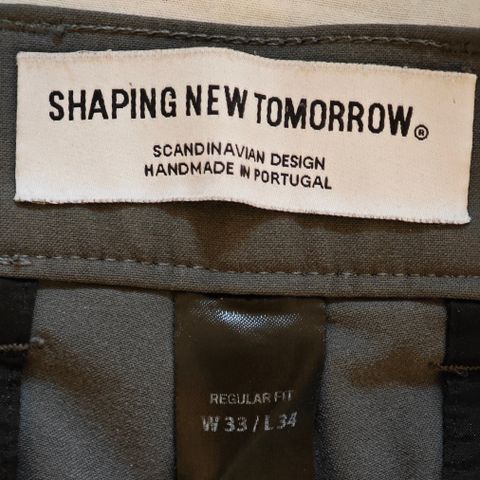 SHAPING NEW TOMORROW®
SCANDINAVIAN DESIGN
HANDMADE IN PORTUGAL
REGULAR FIT
W 33 / L 34